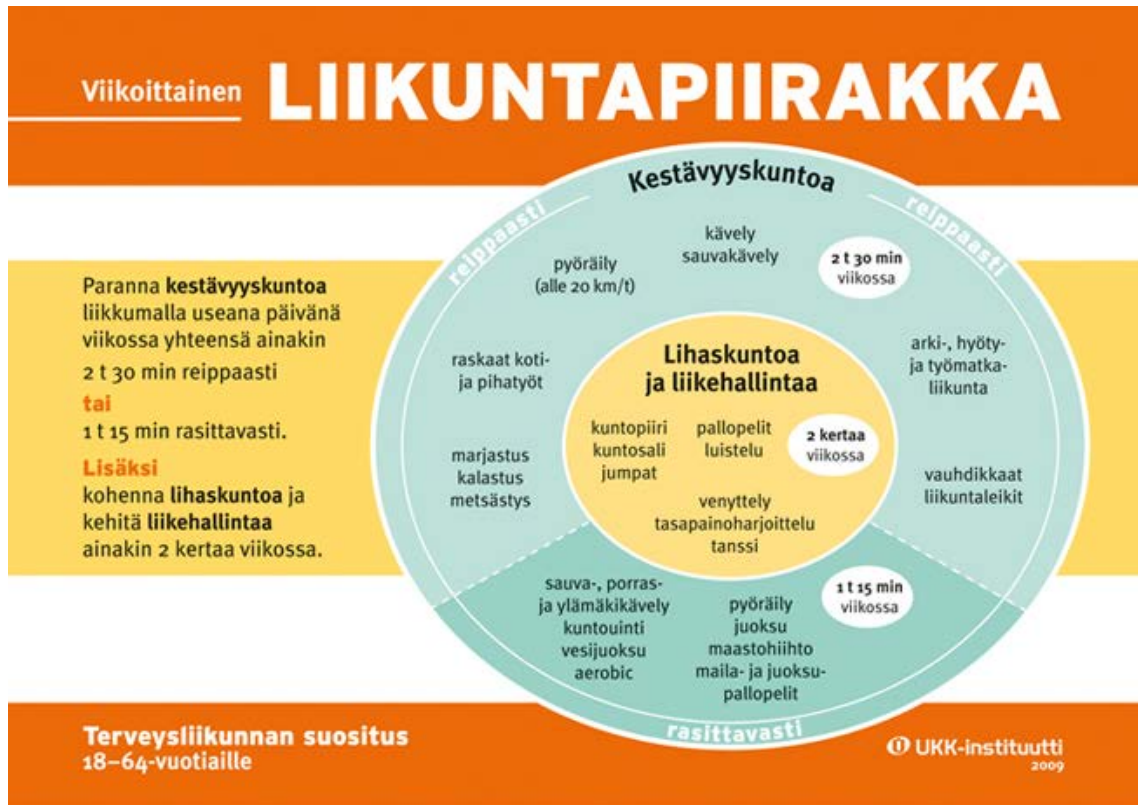 Viikoittainen LIIKUNTAPIIRAKKA
Paranna kestävyyskuntoa
liikkumalla useana päivänä
viikossa yhteensä ainakin
2 t 30 min reippaasti
tai
1 t 15 min rasittavasti.
Lisäksi
kohenna lihaskuntoa ja
kehitä liikehallintaa
ainakin 2 kertaa viikossa.
Kestävyyskuntoa
reippaasti
reippaasti
kävely
sauvakävely
2 t 30 min
viikossa
pyöräily
(alle 20 km/t)
raskaat koti-
ja pihatyöt
marjastus
kalastus
metsästys
arki-, hyöty-
ja työmatka-
liikunta
vauhdikkaat
liikuntaleikit
Lihaskuntoa
ja liikehallintaa
kuntopiiri
kuntosali
jumpat
pallopelit
luistelu
2 kertaa
viikossa
venyttely
tasapainoharjoittelu
tanssi
sauva-, porras-
ja ylämäkikävely
kuntouinti
vesijuoksu
aerobic
pyöräily
juoksu
maastohiihto
maila- ja juoksu-
pallopelit
1 t 15 min
viikossa
rasittavasti
Terveysliikunnan suositus
18–64-vuotiaille
UKK-instituutti
2009